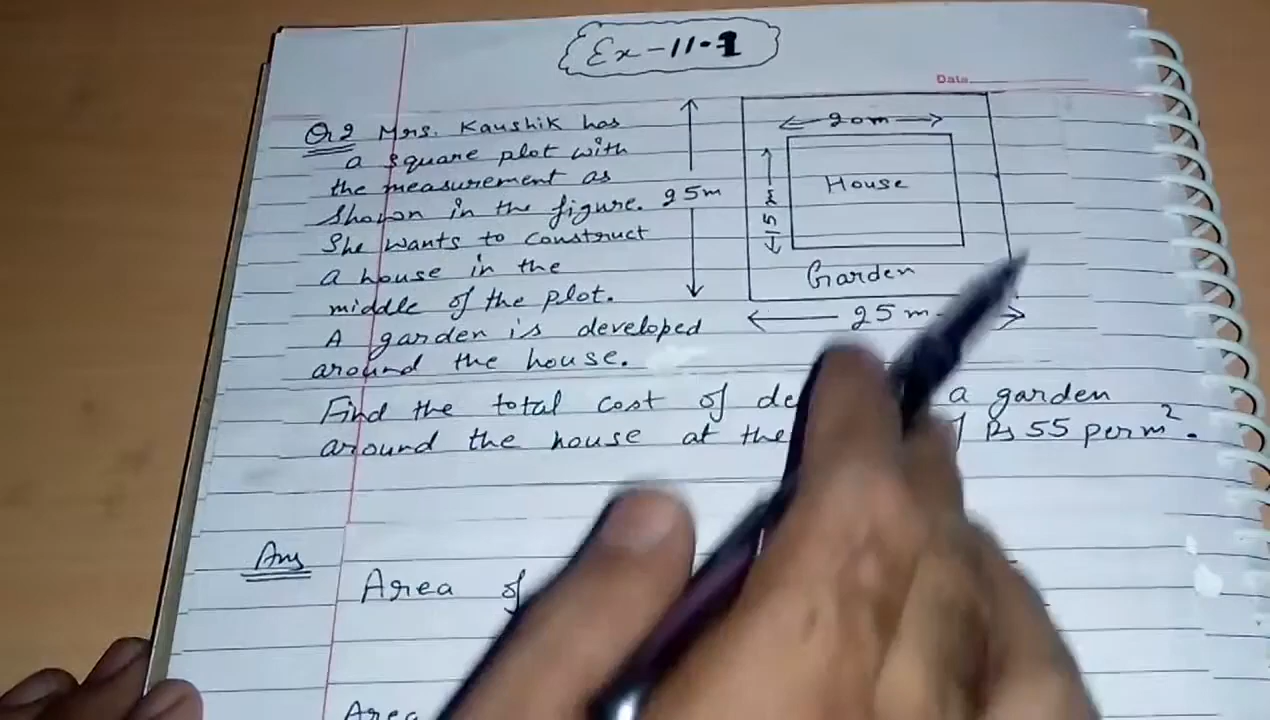 Ex-11.1
Date
Q2 Mrs. Kaushik has
a square plot with
the measurement as
shown in the figure.
She wants to construct
a house in the
middle of the plot.
A garden is developed
around the house.
Find the total cost of de a garden
around the house at the Rs 55 per m².
25m
20m
15m
House
Garden
25m
Ans
Area of
Area